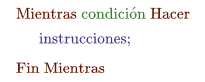 Mientras condición Hacer
instrucciones;
Fin Mientras